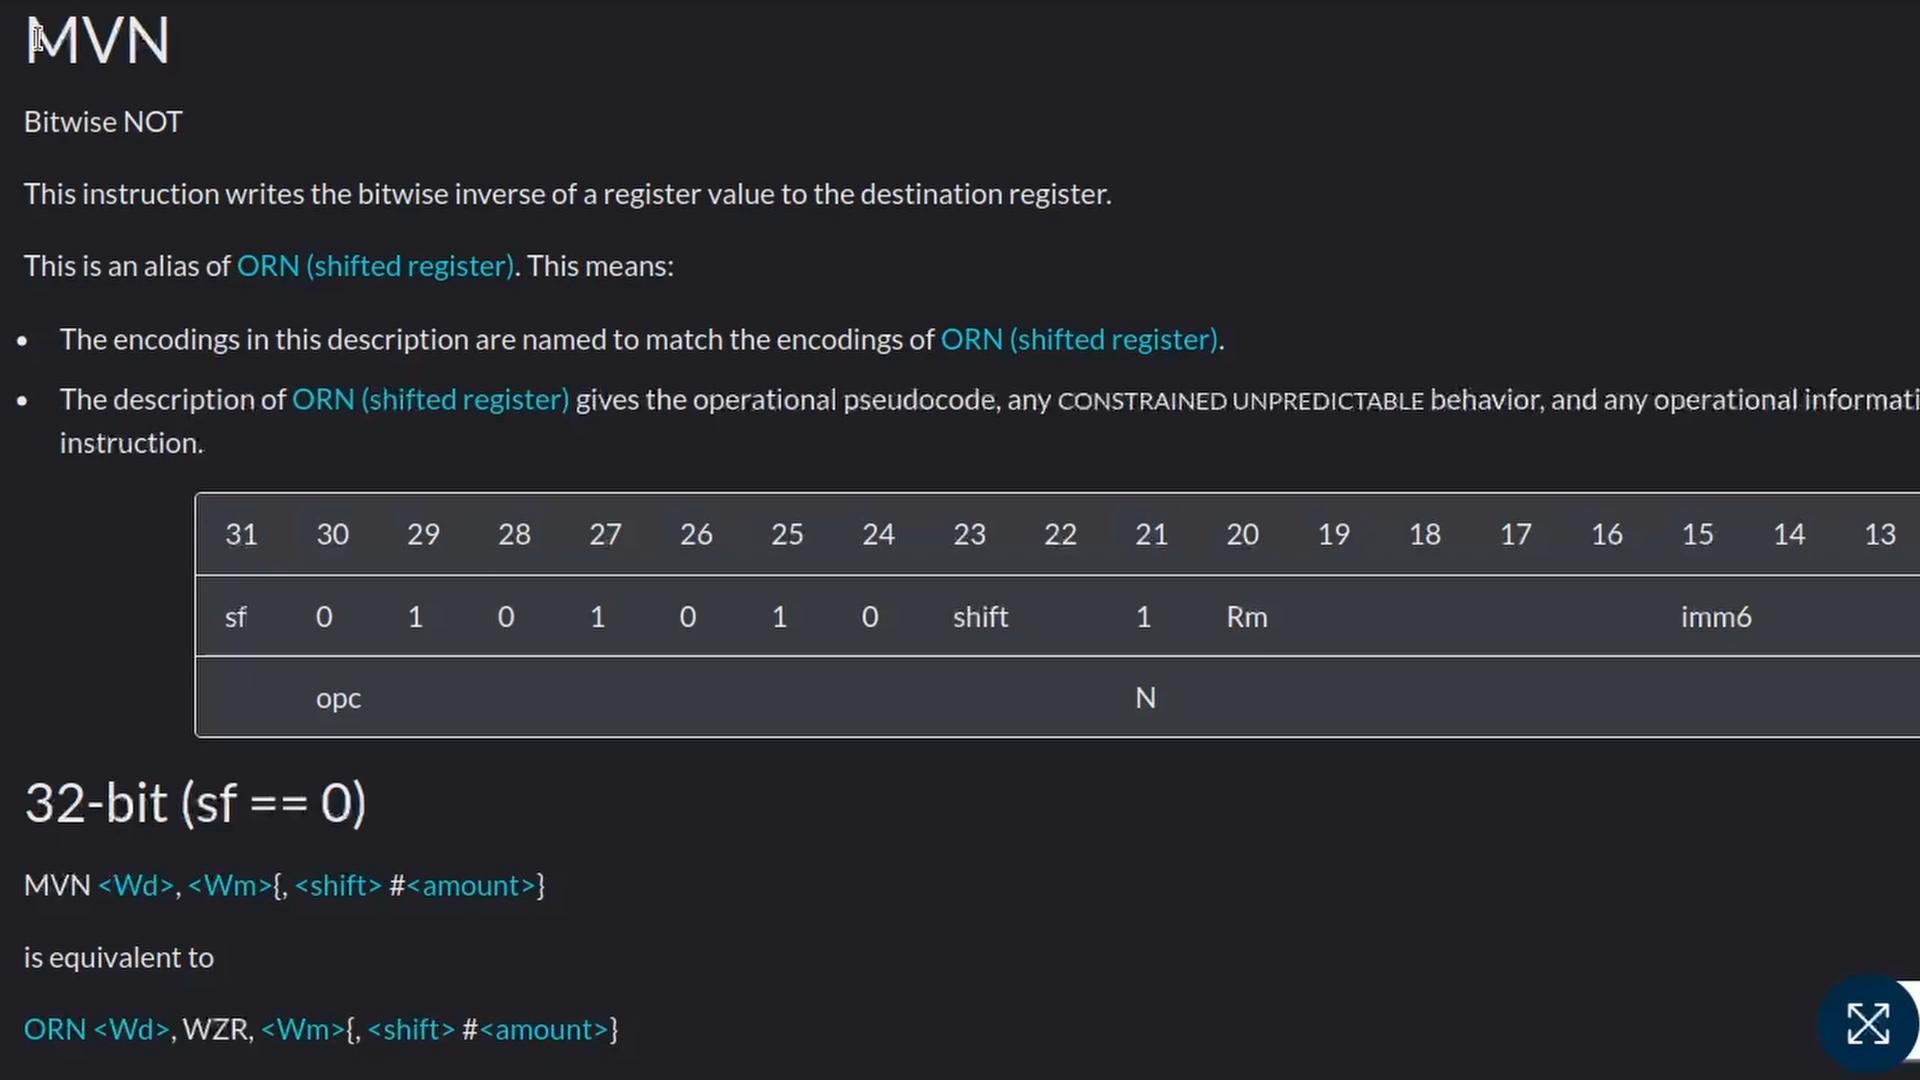 MVN
Bitwise NOT
This instruction writes the bitwise inverse of a register value to the destination register.
This is an alias of ORN (shifted register). This means:
• The encodings in this description are named to match the encodings of ORN (shifted register).
• The description of ORN (shifted register) gives the operational pseudocode, any CONSTRAINED UNPREDICTABLE behavior, and any operational informati
instruction.
31 30 29 28 27 26 25 24 23 22 21 20 19 18 17 16 15 14 13
sf 0 1 0 1 0 1 0 shift 1 Rm imm6
opc N
32-bit (sf == 0)
MVN <Wd>, <Wm>{, <shift> #<amount>}
is equivalent to
ORN <Wd>, WZR, <Wm>{, <shift> #<amount>}